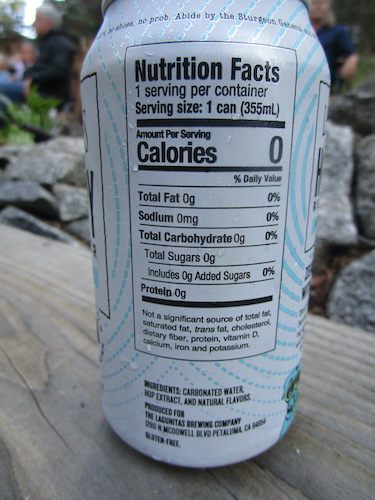 no shoes, no prob. Abide by the Sturgeon General
Nutrition Facts
1 serving per container
Serving size: 1 can (355mL)
Amount Per Serving
Calories 0
% Daily Value
Total Fat 0g 0%
Sodium 0mg 0%
Total Carbohydrate 0g 0%
Total Sugars 0g
Includes 0g Added Sugars 0%
Protein 0g
Not a significant source of total fat,
saturated fat, trans fat, cholesterol,
dietary fiber, protein, vitamin D,
calcium, iron and potassium.
INGREDIENTS: CARBONATED WATER,
HOP EXTRACT, AND NATURAL FLAVORS.
PRODUCED FOR
THE LAGUNITAS BREWING COMPANY
1280 N.MCDOWELL BLVD PETALUMA, CA 94954
GLUTEN-FREE.